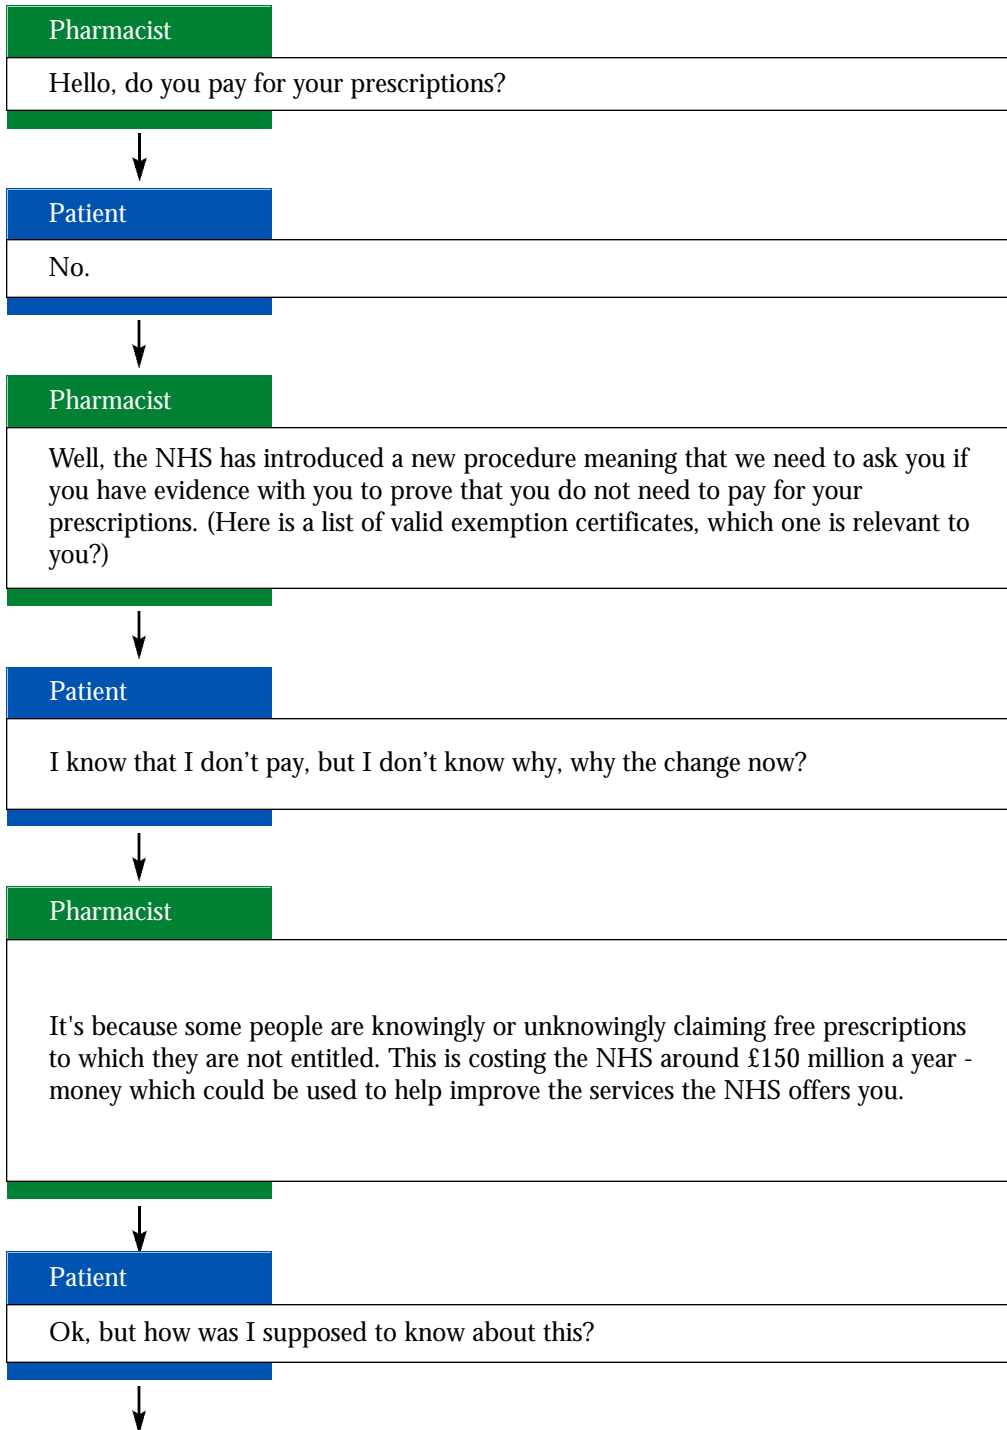 Pharmacist
Hello, do you pay for your prescriptions?
Patient
No.
Pharmacist
Well, the NHS has introduced a new procedure meaning that we need to ask you if
you have evidence with you to prove that you do not need to pay for your
prescriptions. (Here is a list of valid exemption certificates, which one is relevant to
you?)
Patient
I know that I don’t pay, but I don’t know why, why the change now?
Pharmacist
It's because some people are knowingly or unknowingly claiming free prescriptions
to which they are not entitled. This is costing the NHS around £150 million a year -
money which could be used to help improve the services the NHS offers you.
Patient
Ok, but how was I supposed to know about this?